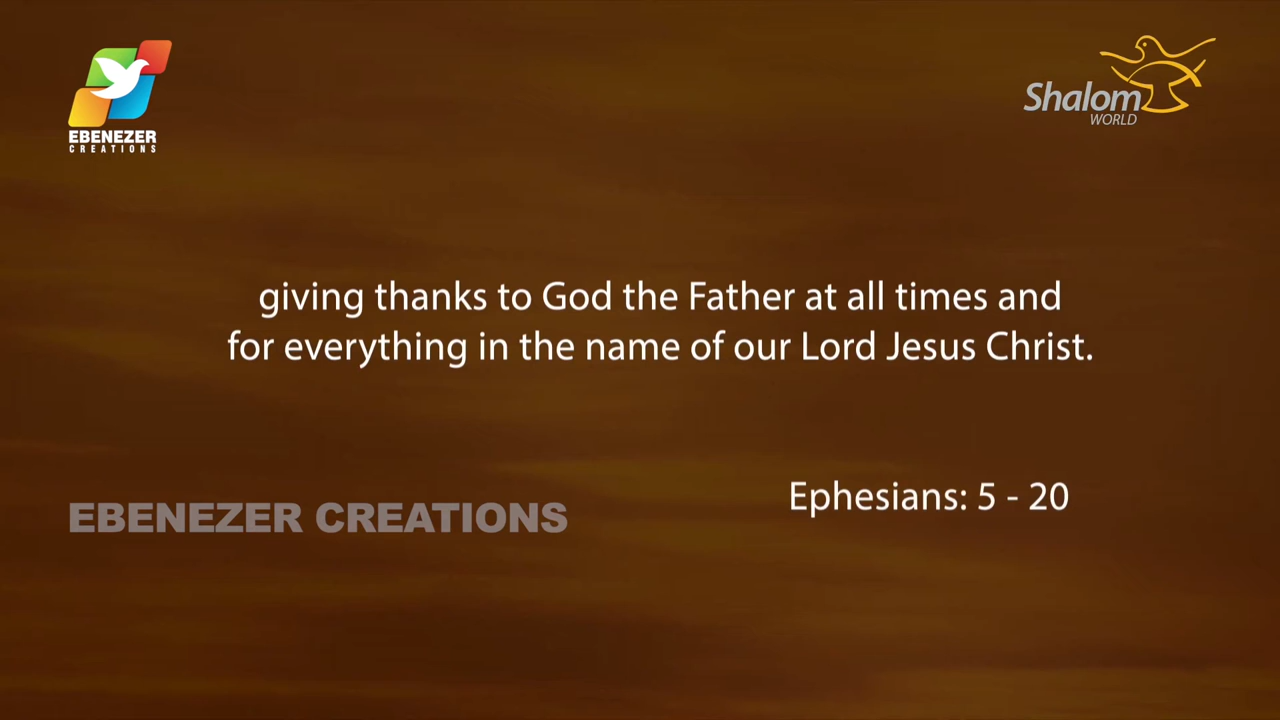 EBENEZER
CREATIONS
Shalom
WORLD
giving thanks to God the Father at all times and
for everything in the name of our Lord Jesus Christ.
Ephesians: 5 - 20
EBENEZER CREATIONS